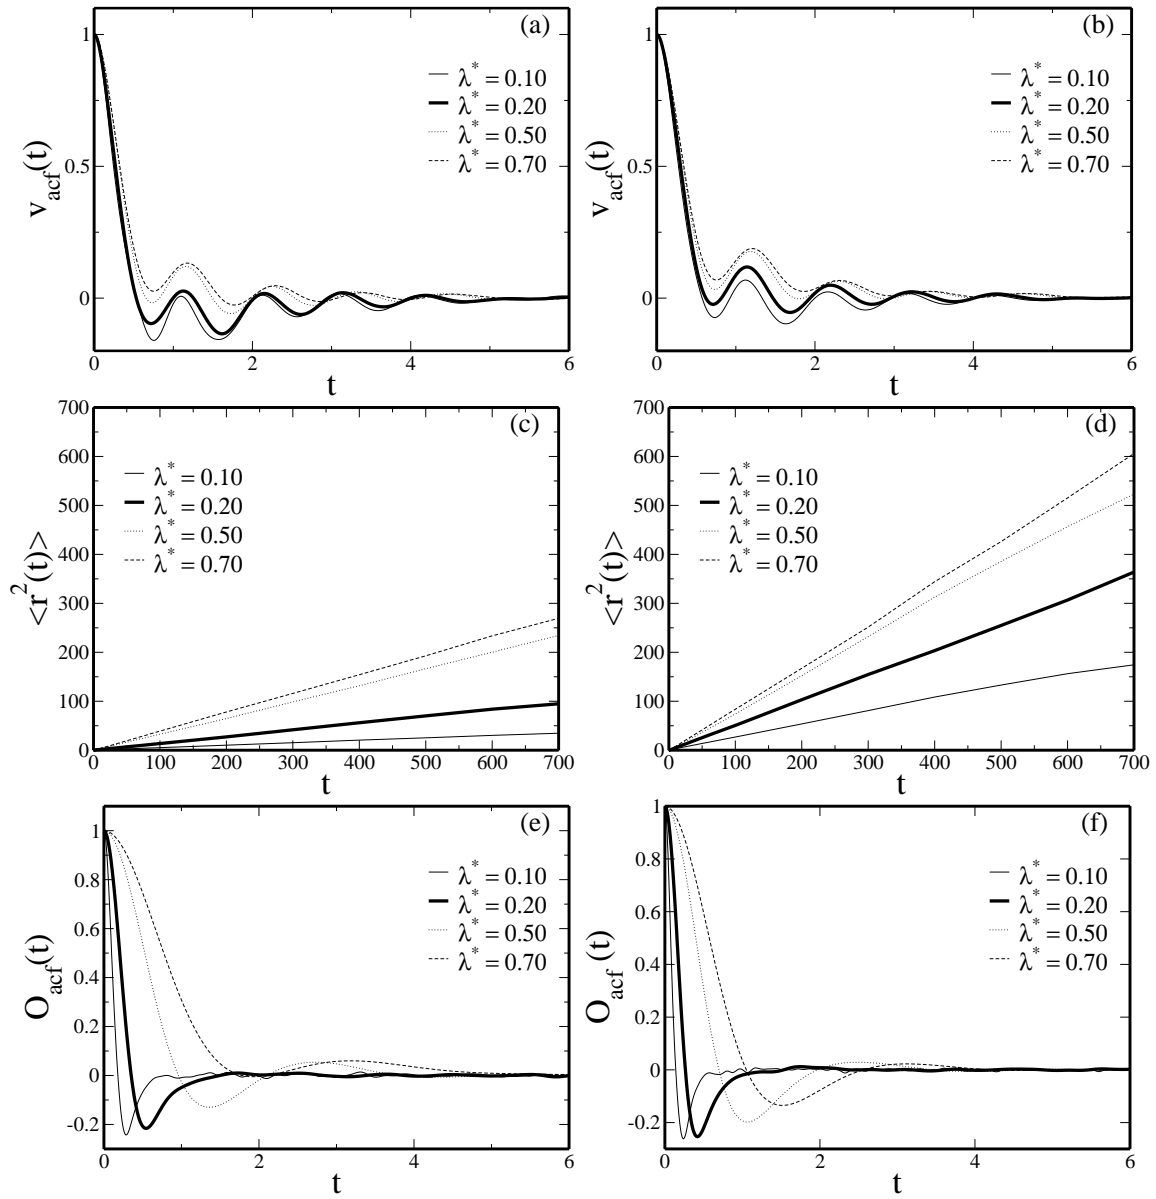 (a)
λ* = 0.10
λ* = 0.20
λ* = 0.50
λ* = 0.70
1
0.5
0
0 2 4 6
v_acf(t)
t
(b)
λ* = 0.10
λ* = 0.20
λ* = 0.50
λ* = 0.70
1
0.5
0
0 2 4 6
v_acf(t)
t
(c)
λ* = 0.10
λ* = 0.20
λ* = 0.50
λ* = 0.70
700
600
500
400
300
200
100
0
0 100 200 300 400 500 600 700
<r²(t)>
t
(d)
λ* = 0.10
λ* = 0.20
λ* = 0.50
λ* = 0.70
700
600
500
400
300
200
100
0
0 100 200 300 400 500 600 700
<r²(t)>
t
(e)
λ* = 0.10
λ* = 0.20
λ* = 0.50
λ* = 0.70
1
0.8
0.6
0.4
0.2
0
-0.2
0 2 4 6
O_acf(t)
t
(f)
λ* = 0.10
λ* = 0.20
λ* = 0.50
λ* = 0.70
1
0.8
0.6
0.4
0.2
0
-0.2
0 2 4 6
O_acf(t)
t